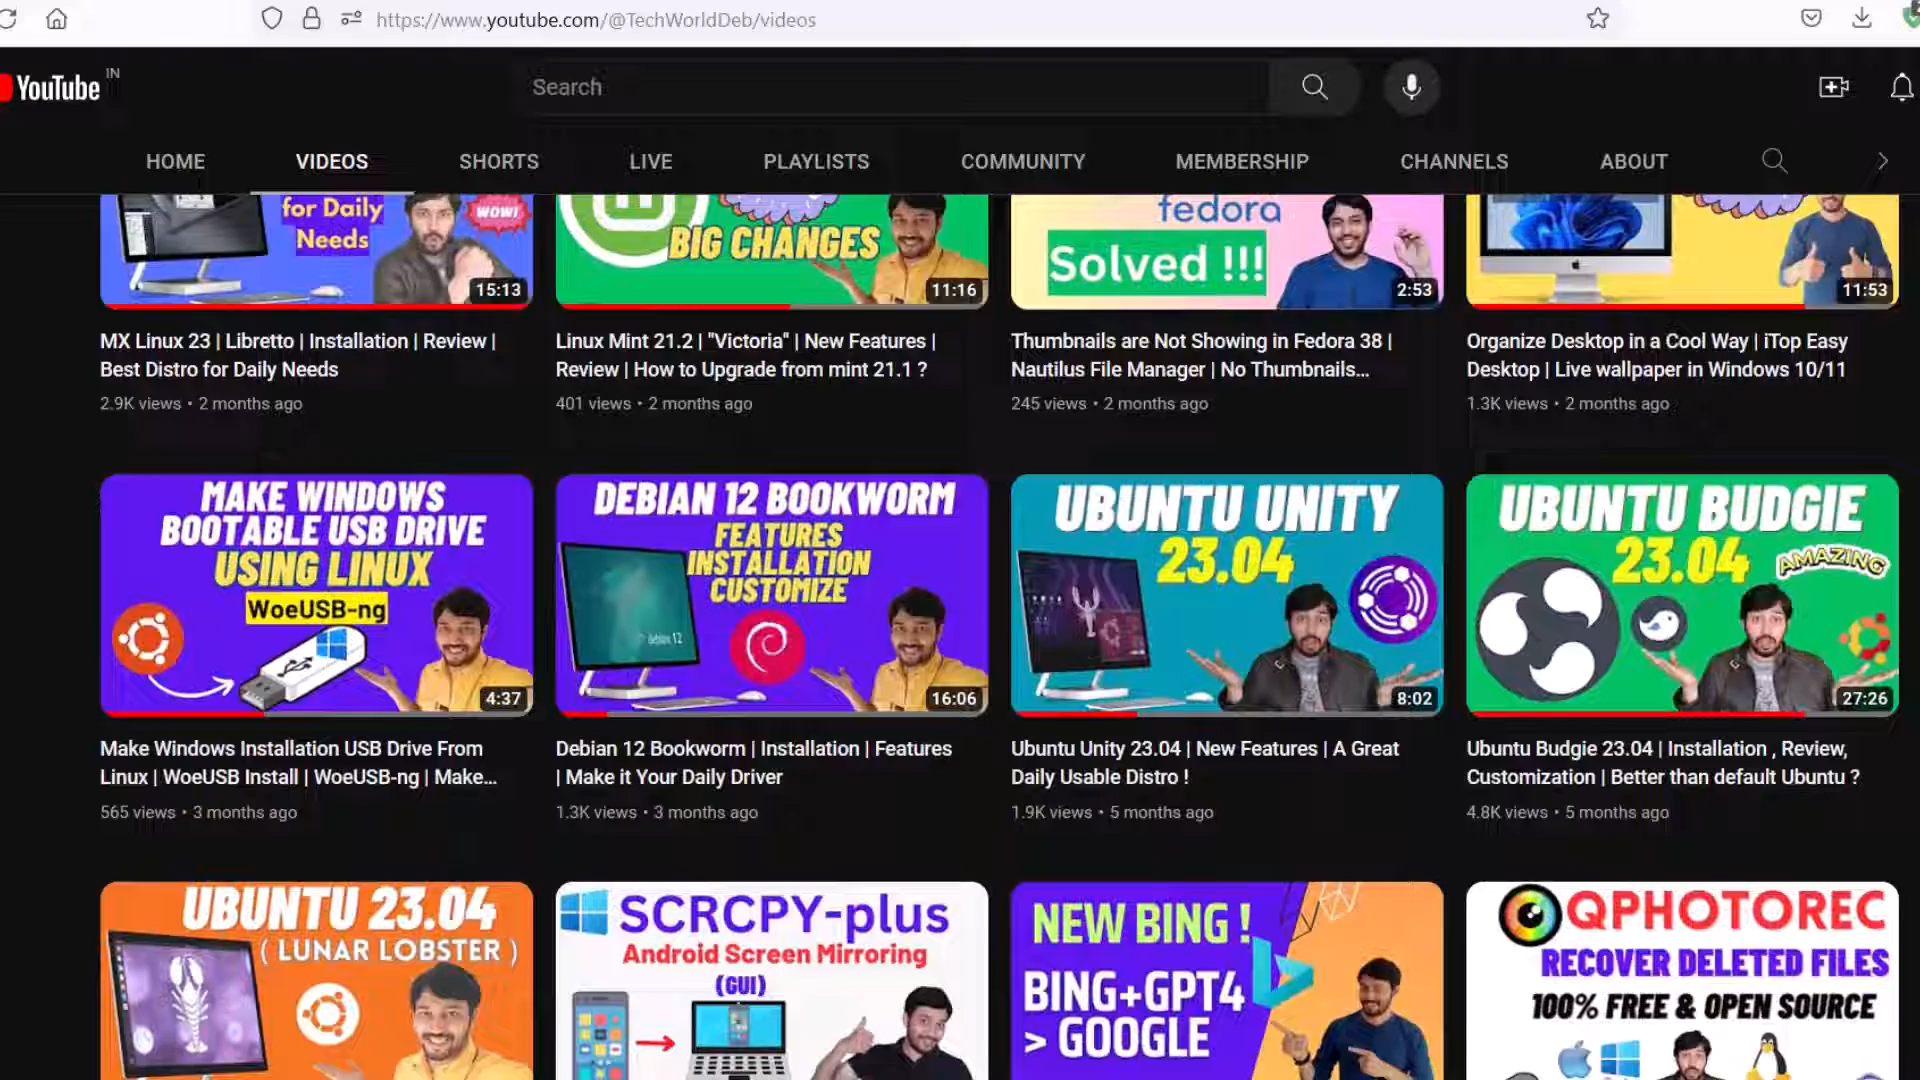 https://www.youtube.com/@TechWorldDeb/videos
YouTube IN
Search
HOME VIDEOS SHORTS LIVE PLAYLISTS COMMUNITY MEMBERSHIP CHANNELS ABOUT
for Daily
Needs
WOW!
15:13
BIG CHANGES
11:16
fedora
Solved !!!
2:53
11:53
MX Linux 23 | Libretto | Installation | Review |
Best Distro for Daily Needs
2.9K views • 2 months ago
Linux Mint 21.2 | "Victoria" | New Features |
Review | How to Upgrade from mint 21.1 ?
401 views • 2 months ago
Thumbnails are Not Showing in Fedora 38 |
Nautilus File Manager | No Thumbnails...
245 views • 2 months ago
Organize Desktop in a Cool Way | iTop Easy
Desktop | Live wallpaper in Windows 10/11
1.3K views • 2 months ago
MAKE WINDOWS
BOOTABLE USB DRIVE
USING LINUX
WoeUSB-ng
4:37
DEBIAN 12 BOOKWORM
FEATURES
INSTALLATION
CUSTOMIZE
debian 12
16:06
UBUNTU UNITY
23.04
8:02
UBUNTU BUDGIE
23.04
AMAZING
27:26
Make Windows Installation USB Drive From
Linux | WoeUSB Install | WoeUSB-ng | Make...
565 views • 3 months ago
Debian 12 Bookworm | Installation | Features
| Make it Your Daily Driver
1.3K views • 3 months ago
Ubuntu Unity 23.04 | New Features | A Great
Daily Usable Distro !
1.9K views • 5 months ago
Ubuntu Budgie 23.04 | Installation , Review,
Customization | Better than default Ubuntu ?
4.8K views • 5 months ago
UBUNTU 23.04
( LUNAR LOBSTER )
SCRCPY-plus
Android Screen Mirroring
(GUI)
NEW BING !
BING+GPT4
> GOOGLE
QPHOTOREC
RECOVER DELETED FILES
100% FREE & OPEN SOURCE